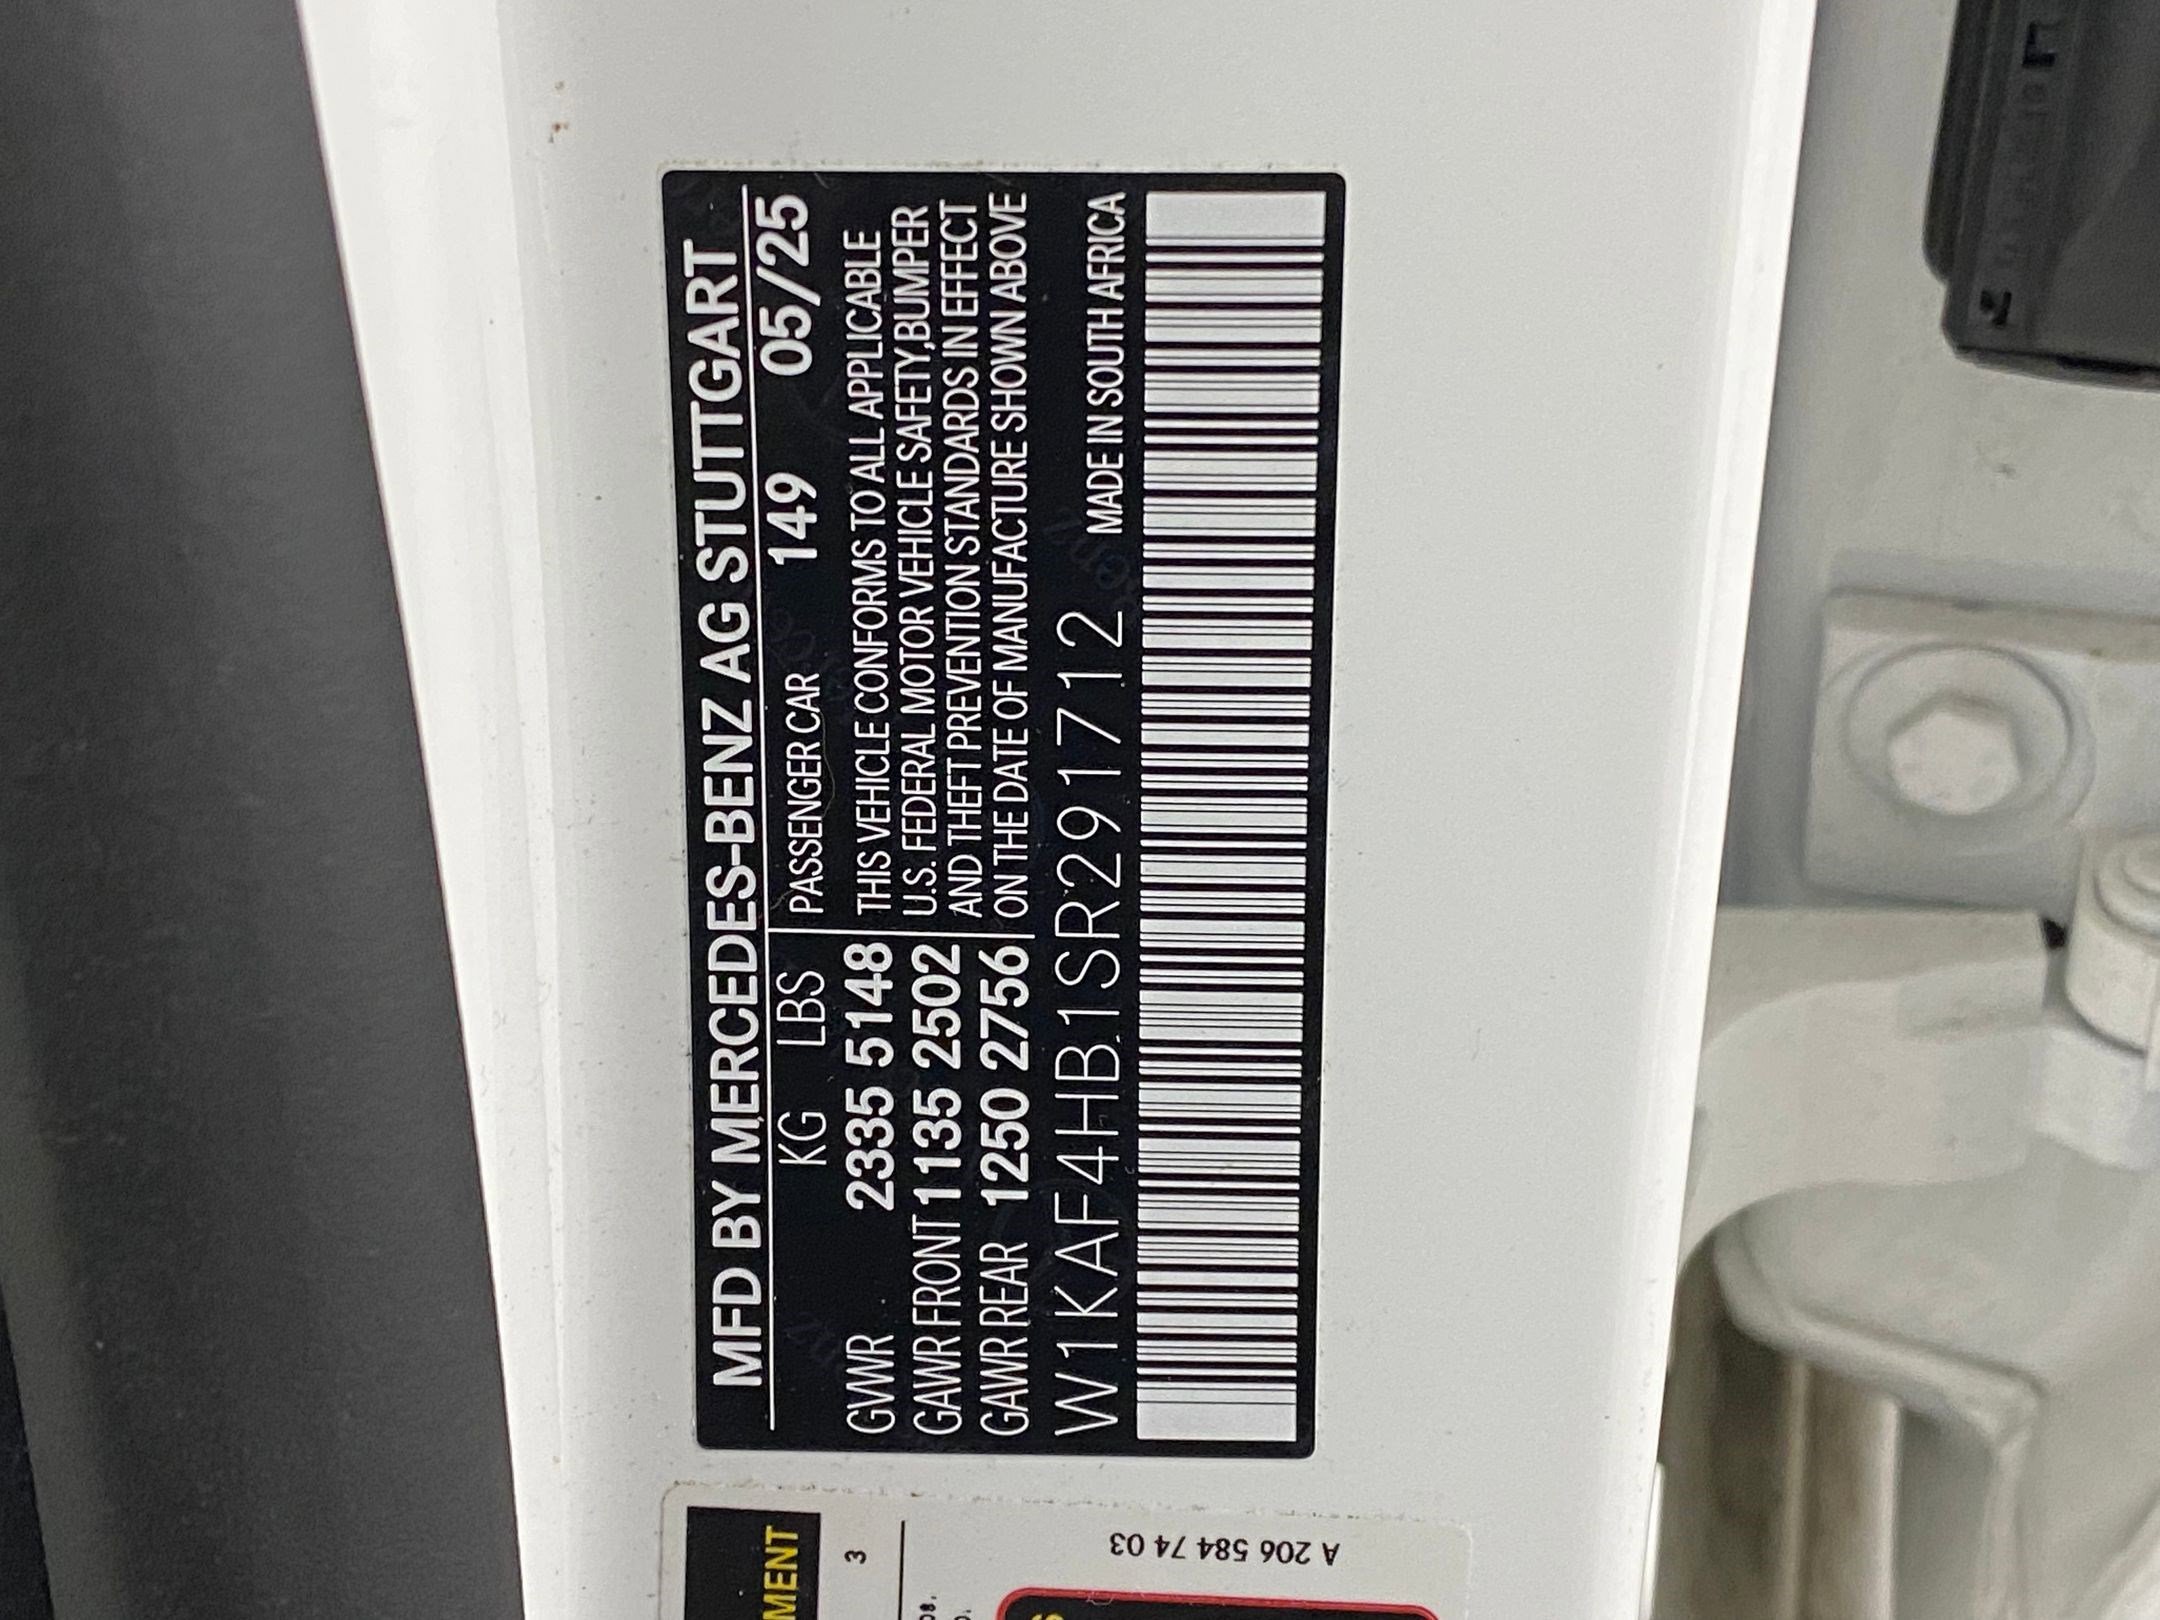 MFD BY MERCEDES-BENZ AG STUTTGART
KG LBS PASSENGER CAR 149 05/25
GVWR 2335 5148 THIS VEHICLE CONFORMS TO ALL APPLICABLE
GAWR FRONT 1135 2502 U.S. FEDERAL MOTOR VEHICLE SAFETY,BUMPER
AND THEFT PREVENTION STANDARDS IN EFFECT
GAWR REAR 1250 2756 ON THE DATE OF MANUFACTURE SHOWN ABOVE
W1KAF4HB1SR291712 MADE IN SOUTH AFRICA
MENT
3
A 206 584 74 03